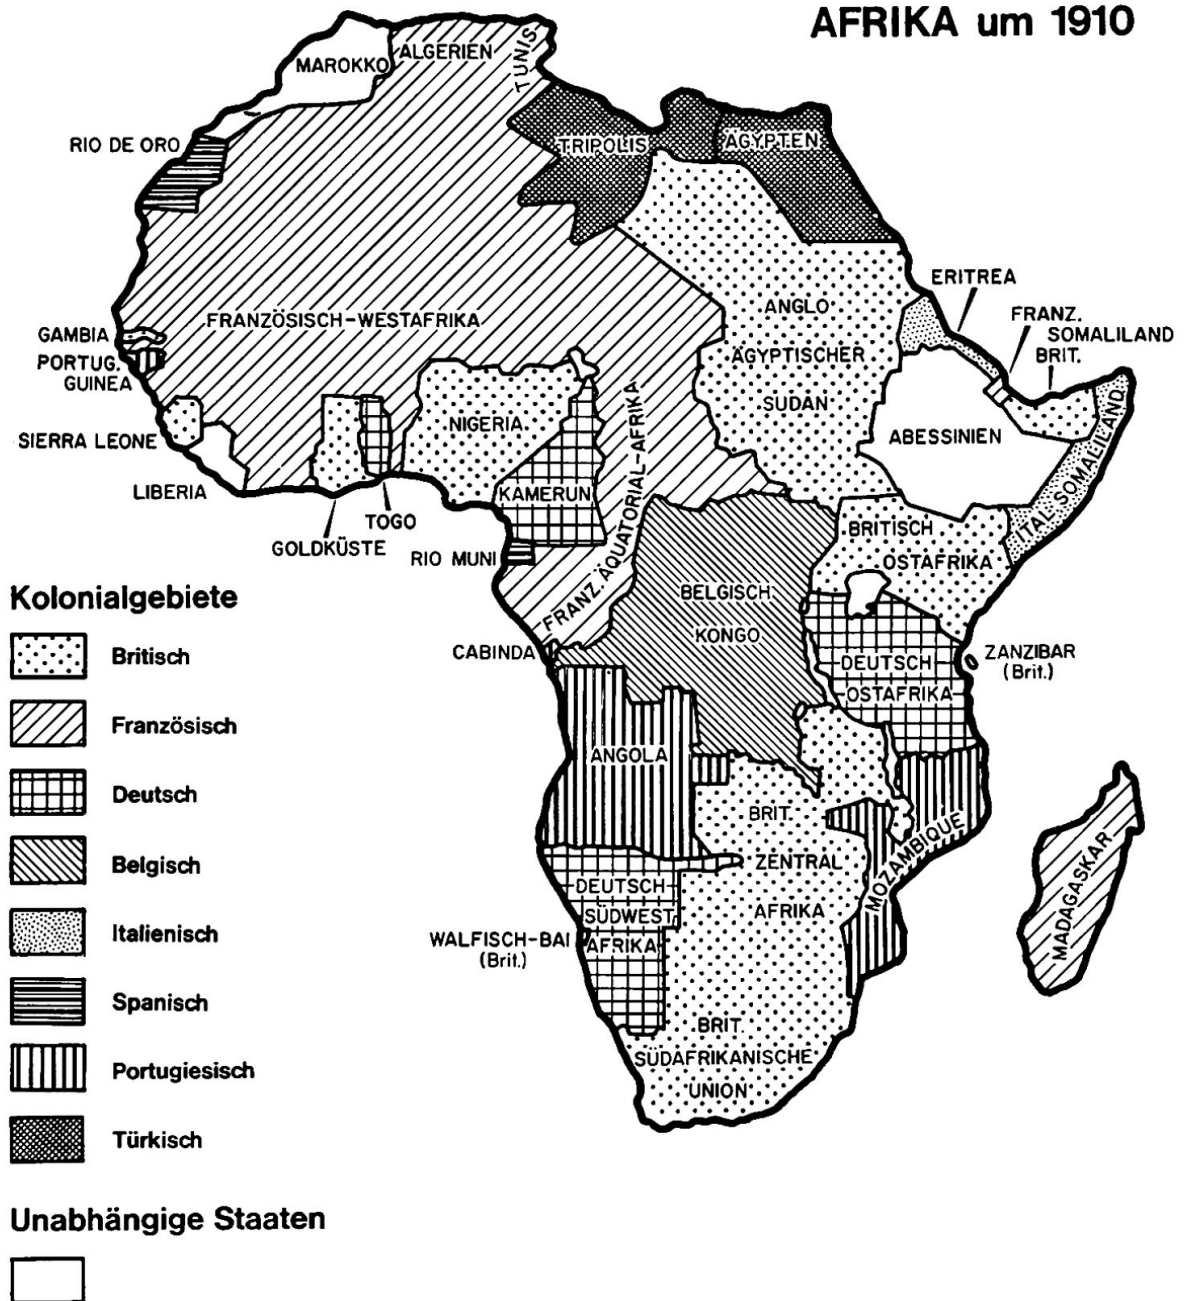 AFRIKA um 1910
MAROKKO
ALGERIEN
TUNIS
RIO DE ORO
TRIPOLIS
ÄGYPTEN
ERITREA
FRANZ.
SOMALILAND
BRIT.
ANGLO
ÄGYPTISCHER
SUDAN
FRANZÖSISCH-WESTAFRIKA
GAMBIA
PORTUG.
GUINEA
SIERRA LEONE
LIBERIA
GOLDKÜSTE
TOGO
NIGERIA
KAMERUN
RIO MUNI
FRANZ. ÄQUATORIAL-AFRIKA
ABESSINIEN
ITAL. SOMALILAND
BRITISCH
OSTAFRIKA
BELGISCH
KONGO
CABINDA
DEUTSCH
OSTAFRIKA
ZANZIBAR
(Brit.)
ANGOLA
BRIT.
ZENTRAL
AFRIKA
MOZAMBIQUE
MADAGASKAR
DEUTSCH
SÜDWEST
AFRIKA
WALFISCH-BAI
(Brit.)
BRIT.
SÜDAFRIKANISCHE
UNION
Kolonialgebiete
Britisch
Französisch
Deutsch
Belgisch
Italienisch
Spanisch
Portugiesisch
Türkisch
Unabhängige Staaten